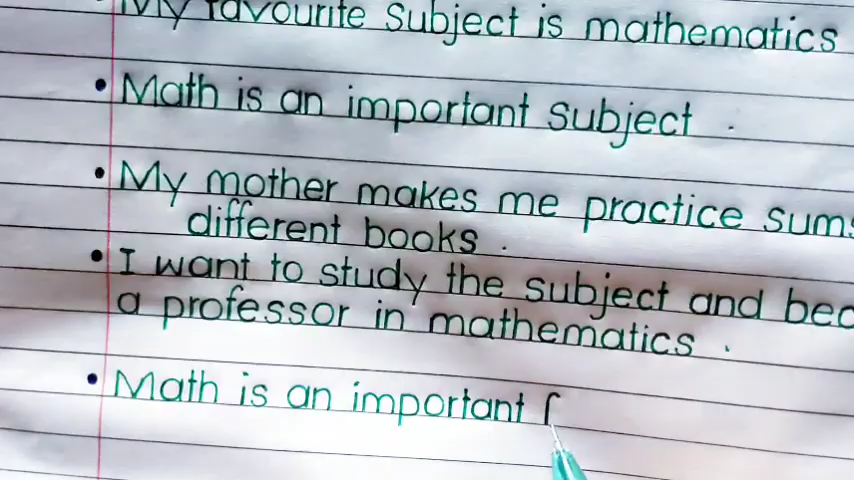 My favourite subject is mathematics
• Math is an important subject .
• My mother makes me practice sums
different books .
• I want to study the subject and
a professor in mathematics .
• Math is an important